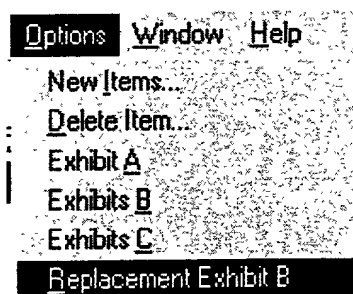 Options Window Help
New Items...
Delete Item...
Exhibit A
Exhibits B
Exhibits C
Replacement Exhibit B